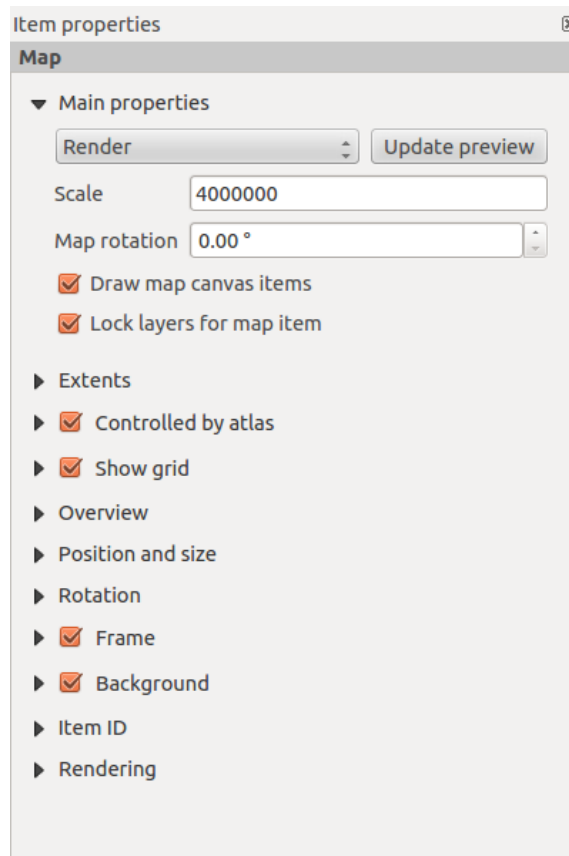 Item properties
Map
Main properties
Render Update preview
Scale 4000000
Map rotation 0.00 °
Draw map canvas items
Lock layers for map item
Extents
Controlled by atlas
Show grid
Overview
Position and size
Rotation
Frame
Background
Item ID
Rendering